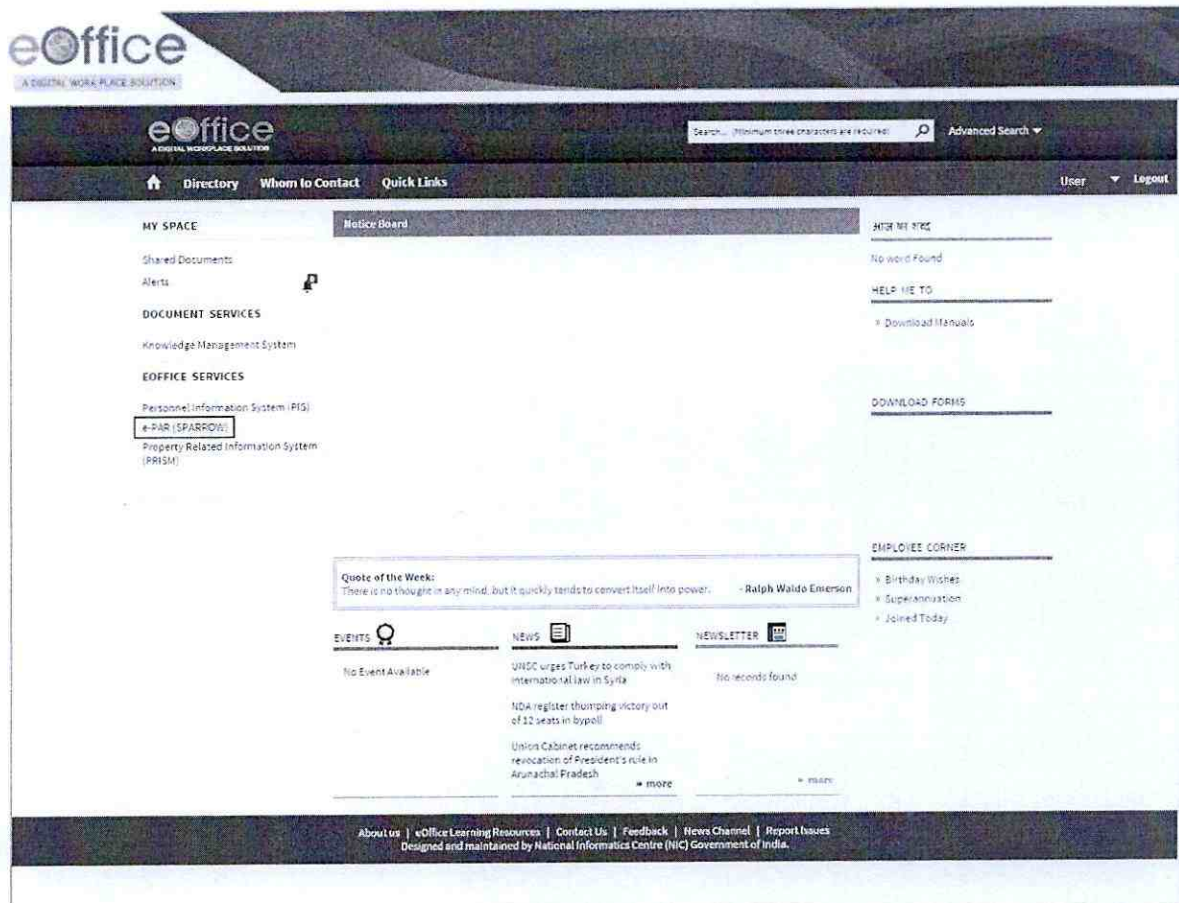 eOffice
A DIGITAL WORK PLACE SOLUTION
eOffice
A DIGITAL WORKPLACE SOLUTION
Search... (Minimum three characters are required)
Advanced Search
Directory
Whom to Contact
Quick Links
User
Logout
MY SPACE
Shared Documents
Alerts
DOCUMENT SERVICES
Knowledge Management System
EOFFICE SERVICES
Personnel Information System (PIS)
e-PAR (SPARROW)
Property Related Information System
(PRISM)
Notice Board
Quote of the Week:
There is no thought in any mind, but it quickly tends to convert itself into power. - Ralph Waldo Emerson
EVENTS
No Event Available
NEWS
UNSC urges Turkey to comply with
international law in Syria
NDA register thumping victory out
of 12 seats in bypoll
Union Cabinet recommends
revocation of President's rule in
Arunachal Pradesh
» more
NEWSLETTER
No records found
» more
आज का शब्द
No word Found
HELP ME TO
» Download Manuals
DOWNLOAD FORMS
EMPLOYEE CORNER
» Birthday Wishes
» Superannuation
» Joined Today
About us | eOffice Learning Resources | Contact Us | Feedback | News Channel | Report Issues
Designed and maintained by National Informatics Centre (NIC) Government of India.